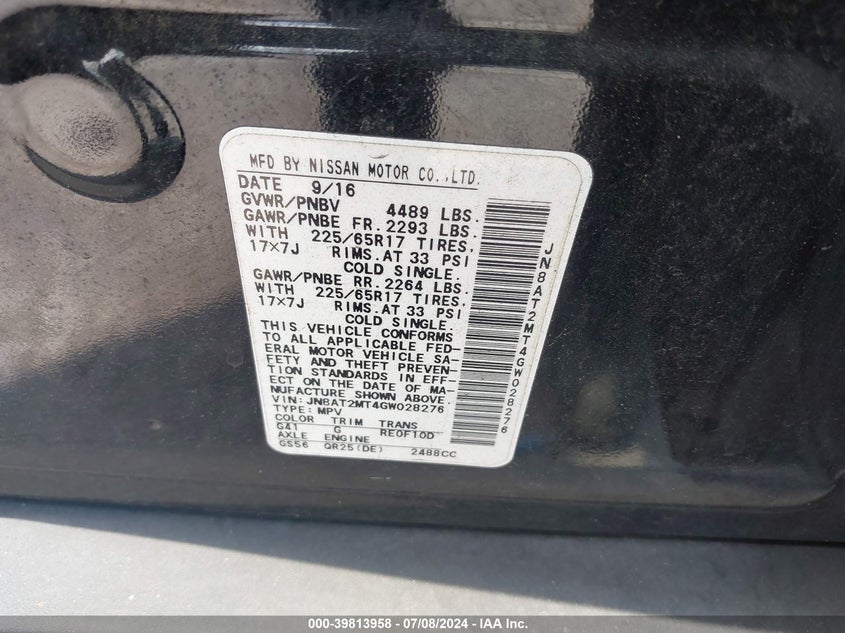 MFD BY NISSAN MOTOR CO.,LTD.
DATE 9/16
GVWR/PNBV 4489 LBS.
GAWR/PNBE FR. 2293 LBS.
WITH 225/65R17 TIRES,
17×7J RIMS.AT 33 PSI
COLD SINGLE.
GAWR/PNBE RR. 2264 LBS.
WITH 225/65R17 TIRES,
17×7J RIMS.AT 33 PSI
COLD SINGLE.
THIS VEHICLE CONFORMS
TO ALL APPLICABLE FED-
ERAL MOTOR VEHICLE SA-
FETY AND THEFT PREVEN-
TION STANDARDS IN EFF-
ECT ON THE DATE OF MA-
NUFACTURE SHOWN ABOVE.
VIN: JN8AT2MT4GW028276
TYPE: MPV
COLOR TRIM TRANS
G41 G RE0F10D
AXLE ENGINE
GS56 QR25(DE) 2488CC
JN8AT2MT4GW028276
000-39813958 - 07/08/2024 - IAA Inc.